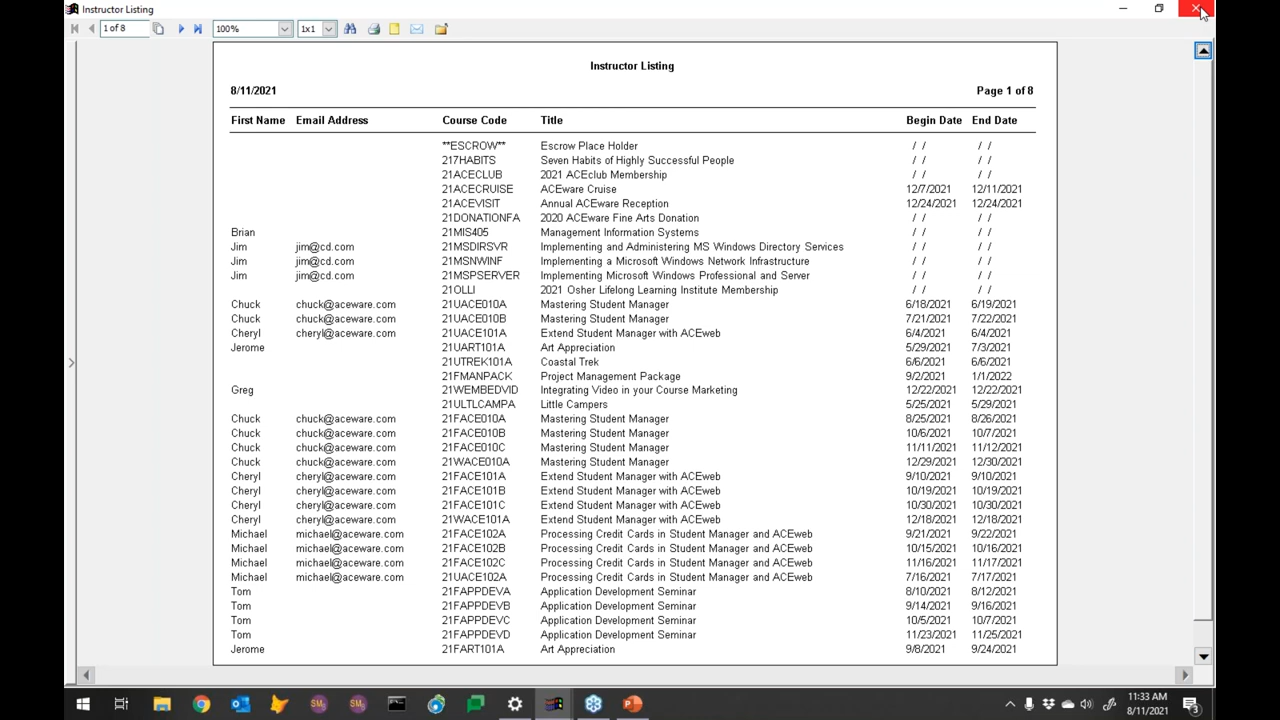 Instructor Listing
1 of 8
100%
1x1
Instructor Listing
8/11/2021 Page 1 of 8
First Name Email Address Course Code Title Begin Date End Date
**ESCROW** Escrow Place Holder / / / /
217HABITS Seven Habits of Highly Successful People / / / /
21ACECLUB 2021 ACEclub Membership / / / /
21ACECRUISE ACEware Cruise 12/7/2021 12/11/2021
21ACEVISIT Annual ACEware Reception 12/24/2021 12/24/2021
21DONATIONFA 2020 ACEware Fine Arts Donation / / / /
Brian 21MIS405 Management Information Systems / / / /
Jim jim@cd.com 21MSDIRSVR Implementing and Administering MS Windows Directory Services / / / /
Jim jim@cd.com 21MSNWINF Implementing a Microsoft Windows Network Infrastructure / / / /
Jim jim@cd.com 21MSPSERVER Implementing Microsoft Windows Professional and Server / / / /
21OLLI 2021 Osher Lifelong Learning Institute Membership / / / /
Chuck chuck@aceware.com 21UACE010A Mastering Student Manager 6/18/2021 6/19/2021
Chuck chuck@aceware.com 21UACE010B Mastering Student Manager 7/21/2021 7/22/2021
Cheryl cheryl@aceware.com 21UACE101A Extend Student Manager with ACEweb 6/4/2021 6/4/2021
Jerome 21UART101A Art Appreciation 5/29/2021 7/3/2021
21UTREK101A Coastal Trek 6/6/2021 6/6/2021
21FMANPACK Project Management Package 9/2/2021 1/1/2022
Greg 21WEMBEDVID Integrating Video in your Course Marketing 12/22/2021 12/22/2021
21ULTLCAMPA Little Campers 5/25/2021 5/29/2021
Chuck chuck@aceware.com 21FACE010A Mastering Student Manager 8/25/2021 8/26/2021
Chuck chuck@aceware.com 21FACE010B Mastering Student Manager 10/6/2021 10/7/2021
Chuck chuck@aceware.com 21FACE010C Mastering Student Manager 11/11/2021 11/12/2021
Chuck chuck@aceware.com 21WACE010A Mastering Student Manager 12/29/2021 12/30/2021
Cheryl cheryl@aceware.com 21FACE101A Extend Student Manager with ACEweb 9/10/2021 9/10/2021
Cheryl cheryl@aceware.com 21FACE101B Extend Student Manager with ACEweb 10/19/2021 10/19/2021
Cheryl cheryl@aceware.com 21FACE101C Extend Student Manager with ACEweb 10/30/2021 10/30/2021
Cheryl cheryl@aceware.com 21WACE101A Extend Student Manager with ACEweb 12/18/2021 12/18/2021
Michael michael@aceware.com 21FACE102A Processing Credit Cards in Student Manager and ACEweb 9/21/2021 9/22/2021
Michael michael@aceware.com 21FACE102B Processing Credit Cards in Student Manager and ACEweb 10/15/2021 10/16/2021
Michael michael@aceware.com 21FACE102C Processing Credit Cards in Student Manager and ACEweb 11/16/2021 11/17/2021
Michael michael@aceware.com 21UACE102A Processing Credit Cards in Student Manager and ACEweb 7/16/2021 7/17/2021
Tom 21FAPPDEVA Application Development Seminar 8/10/2021 8/12/2021
Tom 21FAPPDEVB Application Development Seminar 9/14/2021 9/16/2021
Tom 21FAPPDEVC Application Development Seminar 10/5/2021 10/7/2021
Tom 21FAPPDEVD Application Development Seminar 11/23/2021 11/25/2021
Jerome 21FART101A Art Appreciation 9/8/2021 9/24/2021
SM SM
11:33 AM
8/11/2021
3